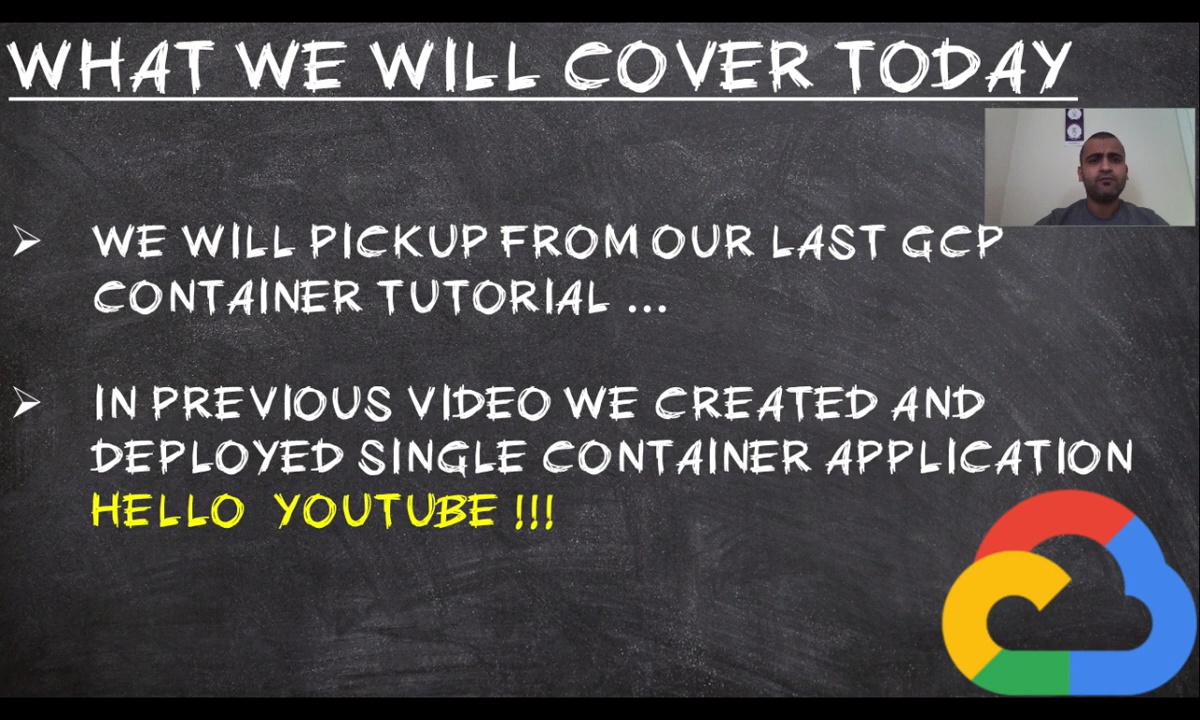 WHAT WE WILL COVER TODAY
WE WILL PICKUP FROM OUR LAST GCP
CONTAINER TUTORIAL ...
IN PREVIOUS VIDEO WE CREATED AND
DEPLOYED SINGLE CONTAINER APPLICATION
HELLO YOUTUBE !!!